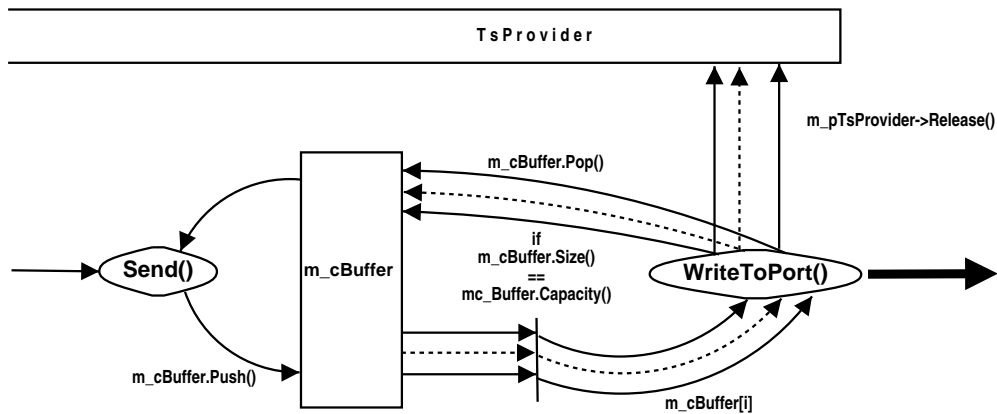 TsProvider
m_pTsProvider->Release()
m_cBuffer.Pop()
if
m_cBuffer.Size()
==
mc_Buffer.Capacity()
Send()
m_cBuffer
WriteToPort()
m_cBuffer.Push()
m_cBuffer[i]